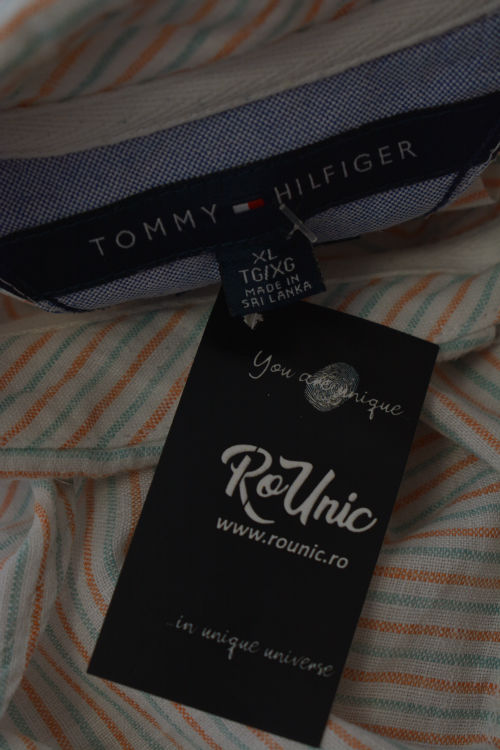 TOMMY HILFIGER
XL
TG/XG
MADE IN
SRI LANKA
You are unique
RoUnic
www.rounic.ro
...in unique universe